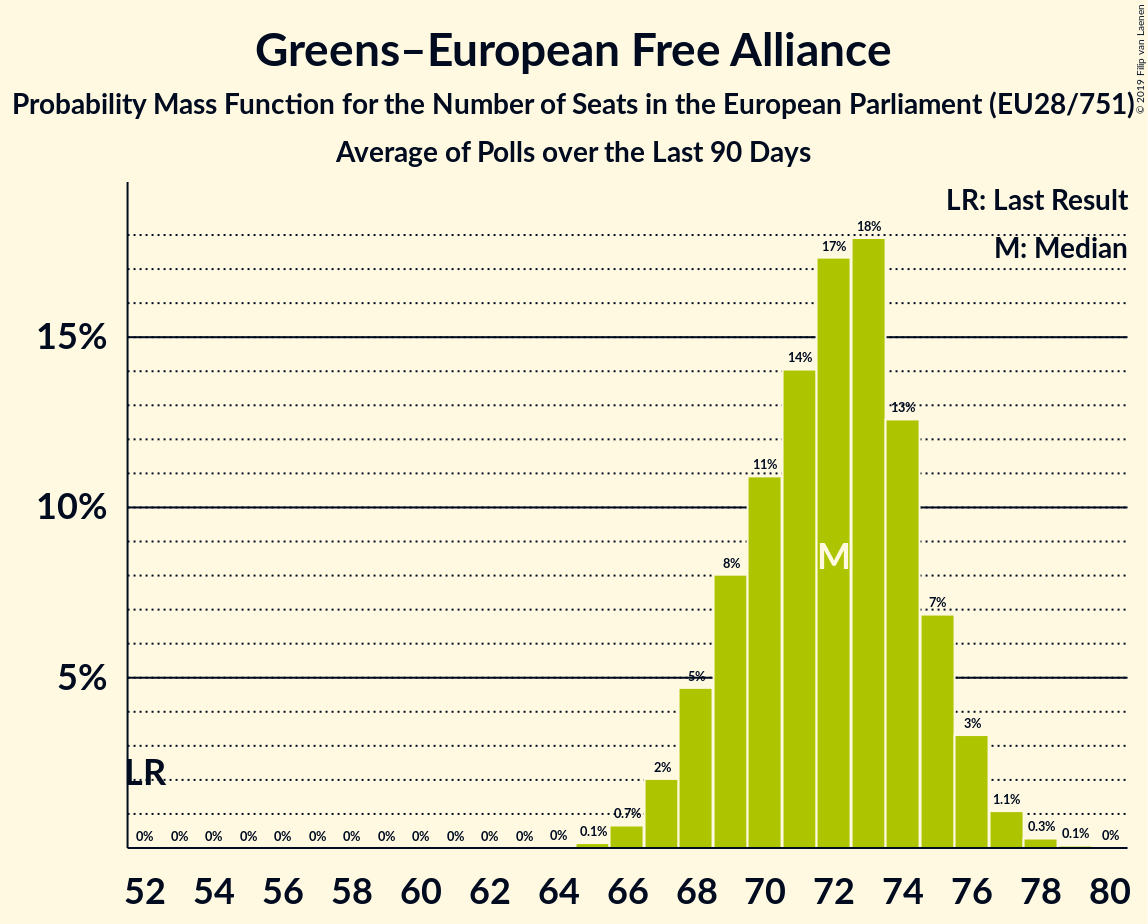 Greens–European Free Alliance
Probability Mass Function for the Number of Seats in the European Parliament (EU28/751)
Average of Polls over the Last 90 Days
© 2019 Filip van Laenen
LR: Last Result
M: Median
18%
17%
15%
14%
13%
11%
10%
M
8%
7%
5%
5%
3%
LR
2%
0.7%
1.1%
0% 0% 0% 0% 0% 0% 0% 0% 0% 0% 0% 0% 0% 0.1% 0.3% 0.1% 0%
52 54 56 58 60 62 64 66 68 70 72 74 76 78 80